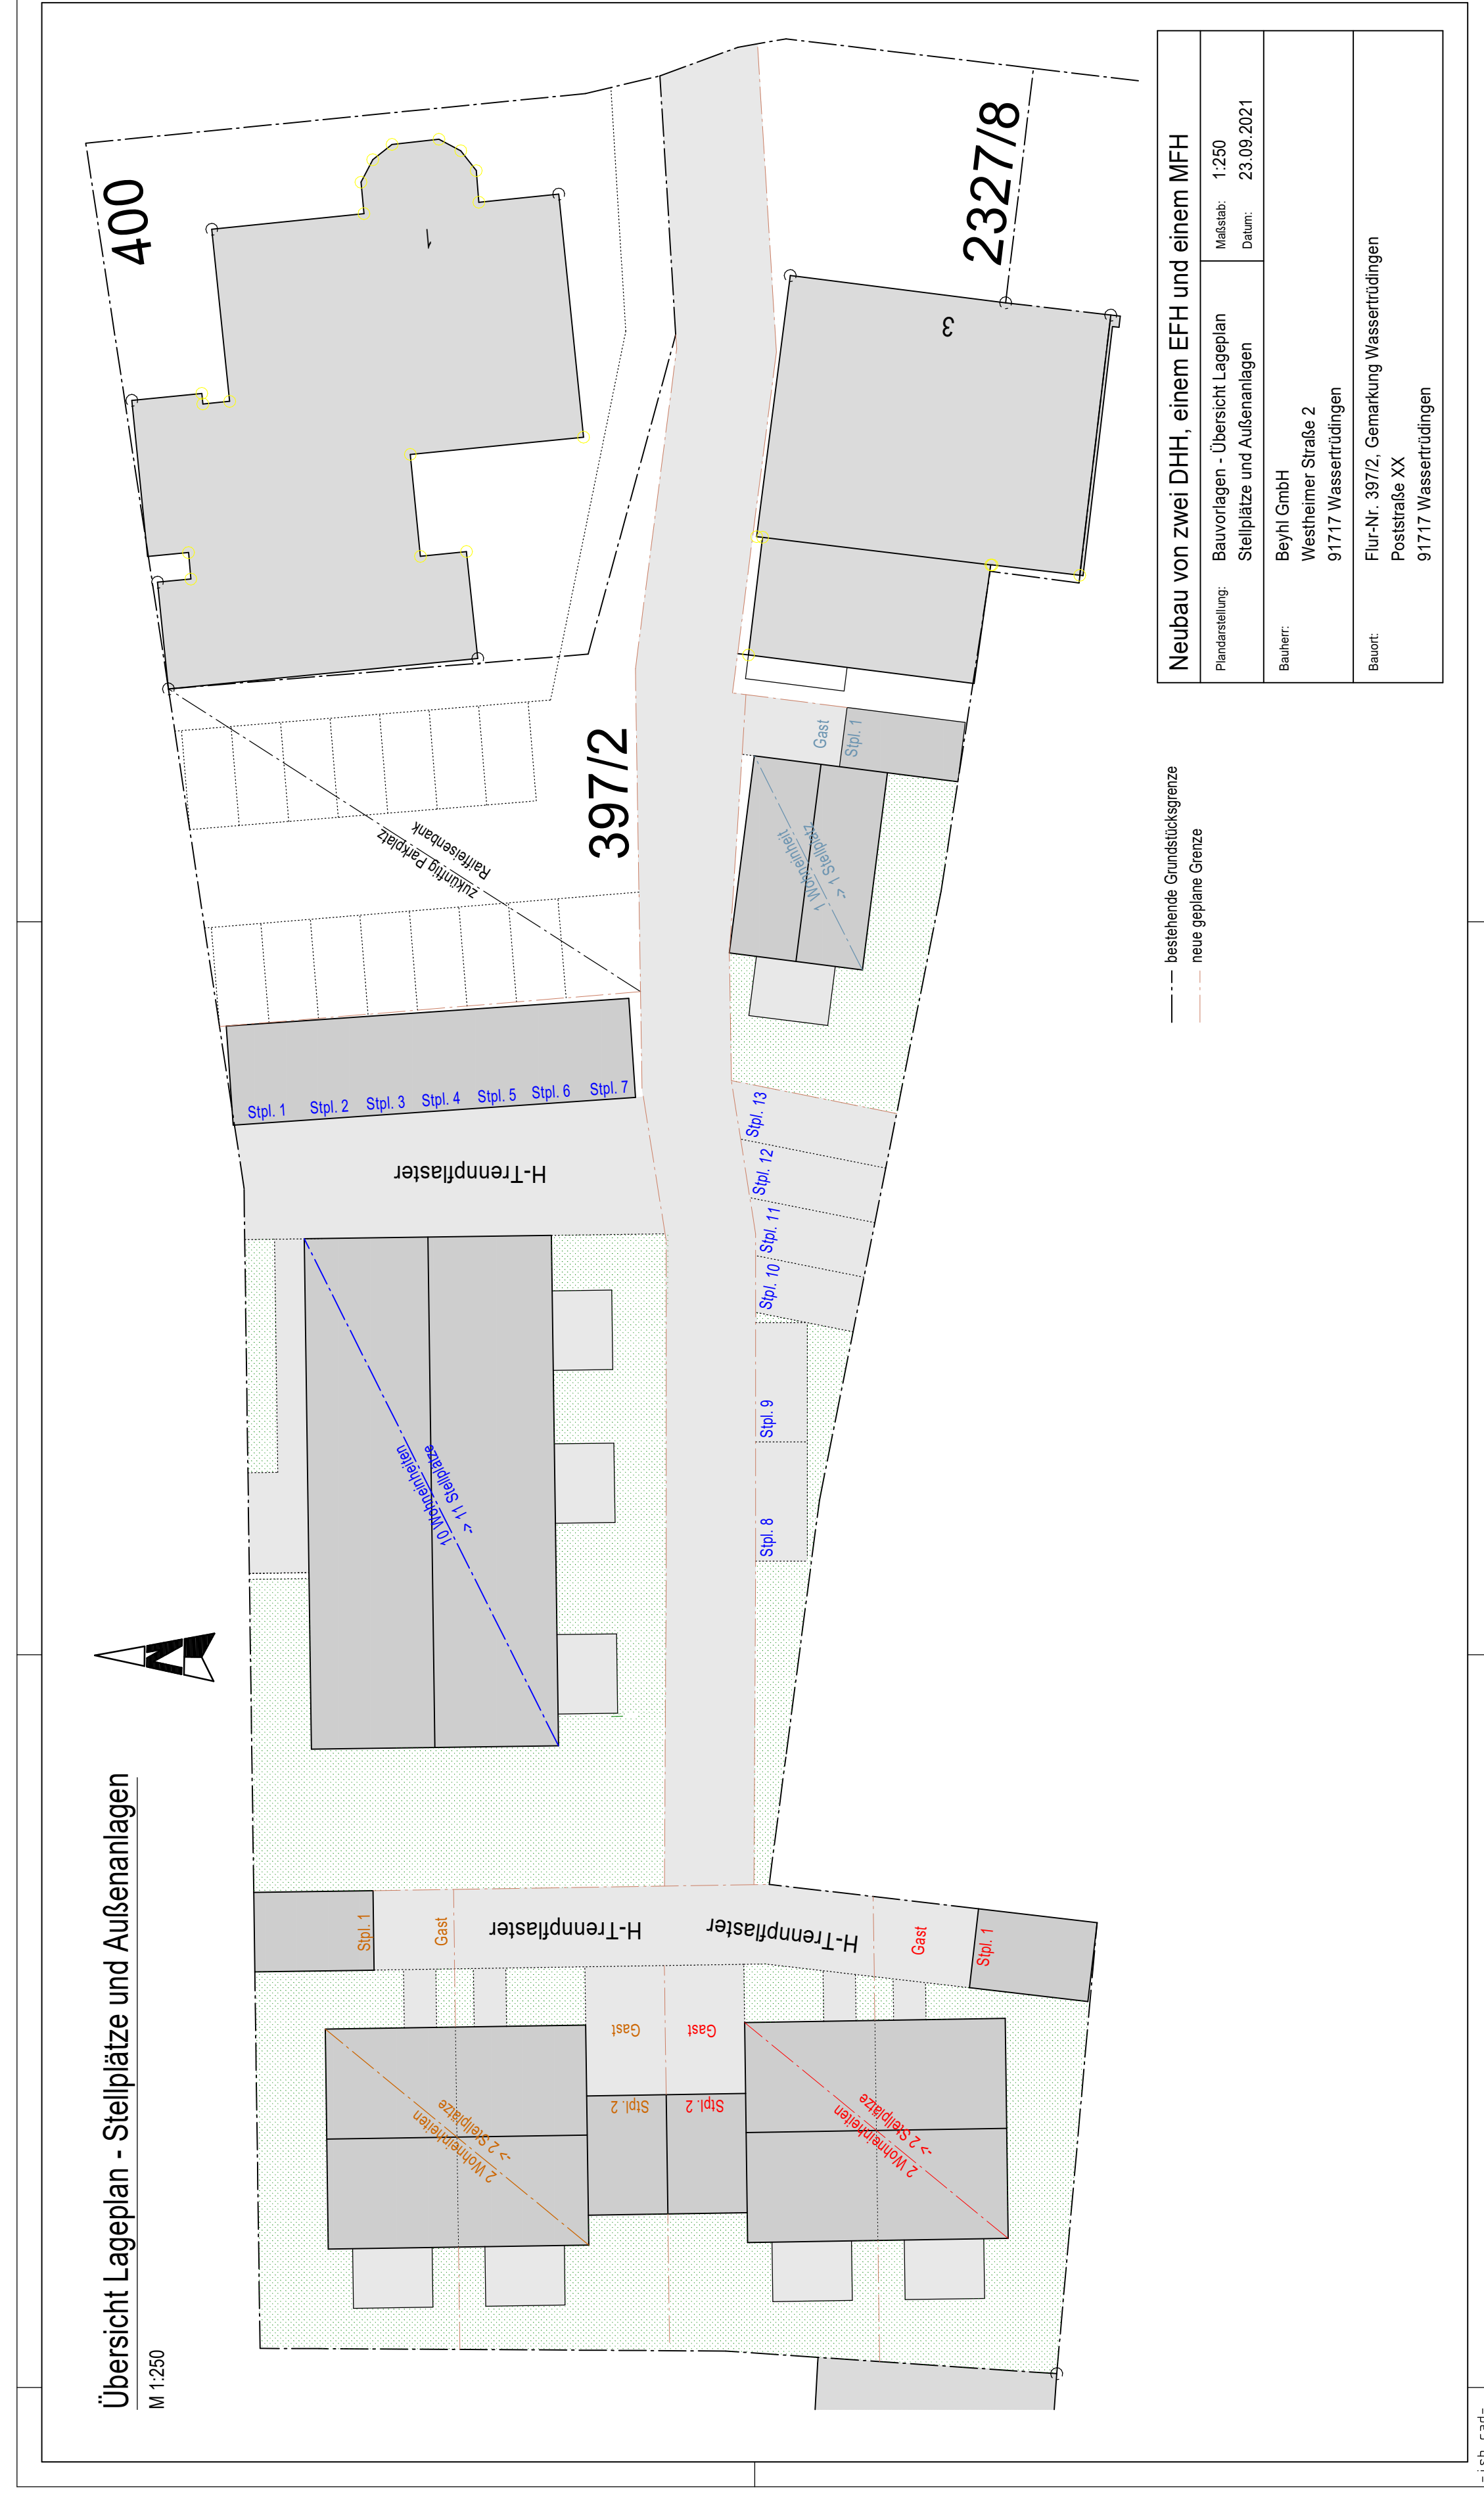 Übersicht Lageplan - Stellplätze und Außenanlagen
M 1:250
400
1
397/2
2327/8
3
zukünftig Parkplatz
Raiffeisenbank
Stpl. 1
Stpl. 2
Stpl. 3
Stpl. 4
Stpl. 5
Stpl. 6
Stpl. 7
H-Trennpflaster
10 Wohneinheiten
-> 11 Stellplätze
Stpl. 8
Stpl. 9
Stpl. 10
Stpl. 11
Stpl. 12
Stpl. 13
Gast
Stpl. 1
1 Wohneinheit
-> 1 Stellplatz
Stpl. 1
Gast
H-Trennpflaster
H-Trennpflaster
Gast
Stpl. 1
Gast
Gast
Stpl. 2
Stpl. 2
2 Wohneinheiten
-> 2 Stellplätze
2 Wohneinheiten
-> 2 Stellplätze
bestehende Grundstücksgrenze
neue geplane Grenze
Neubau von zwei DHH, einem EFH und einem MFH
Plandarstellung: Bauvorlagen - Übersicht Lageplan
Stellplätze und Außenanlagen
Maßstab: 1:250
Datum: 23.09.2021
Bauherr: Beyhl GmbH
Westheimer Straße 2
91717 Wassertrüdingen
Bauort: Flur-Nr. 397/2, Gemarkung Wassertrüdingen
Poststraße XX
91717 Wassertrüdingen